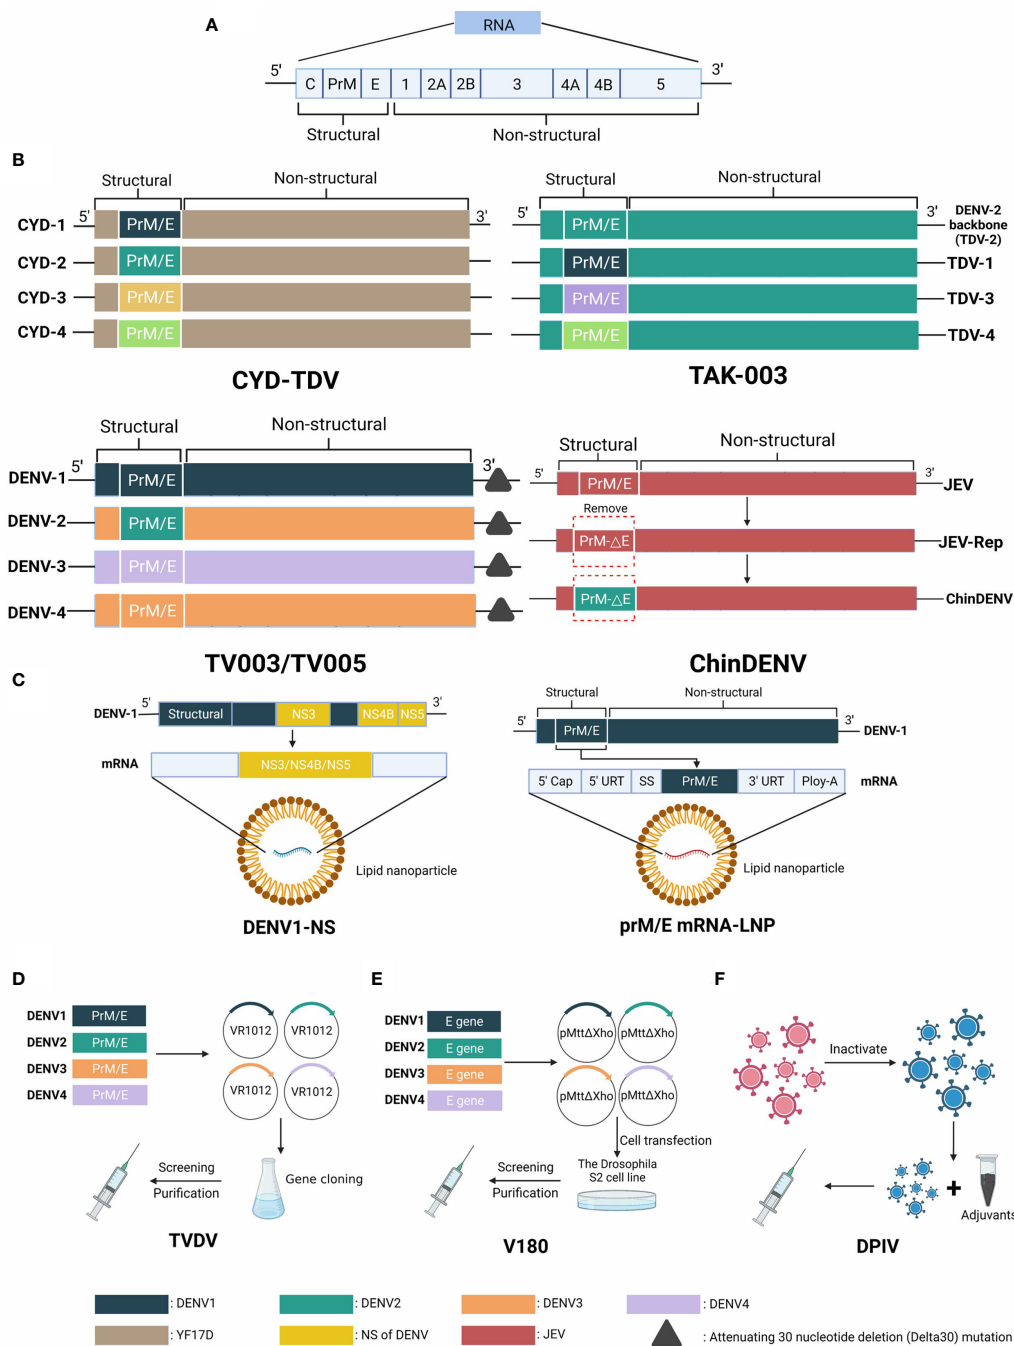 A
RNA
5'
3'
C PrM E 1 2A 2B 3 4A 4B 5
Structural
Non-structural
B
Structural
Non-structural
5'
3'
CYD-1
PrM/E
CYD-2
PrM/E
CYD-3
PrM/E
CYD-4
PrM/E
CYD-TDV
Structural
Non-structural
5'
3'
PrM/E
DENV-2
backbone
(TDV-2)
PrM/E
TDV-1
PrM/E
TDV-3
PrM/E
TDV-4
TAK-003
Structural
Non-structural
5'
3'
DENV-1
PrM/E
DENV-2
PrM/E
DENV-3
PrM/E
DENV-4
PrM/E
TV003/TV005
Structural
Non-structural
5'
3'
PrM/E
JEV
Remove
PrM-△E
JEV-Rep
PrM-△E
ChinDENV
ChinDENV
C
5'
3'
DENV-1
Structural
NS3
NS4B
NS5
mRNA
NS3/NS4B/NS5
Lipid nanoparticle
DENV1-NS
Structural
Non-structural
5'
3'
PrM/E
DENV-1
5' Cap
5' URT
SS
PrM/E
3' URT
Ploy-A
mRNA
Lipid nanoparticle
prM/E mRNA-LNP
D
DENV1
PrM/E
DENV2
PrM/E
DENV3
PrM/E
DENV4
PrM/E
VR1012
VR1012
VR1012
VR1012
Gene cloning
Screening
Purification
TVDV
E
DENV1
E gene
DENV2
E gene
DENV3
E gene
DENV4
E gene
pMtt∆Xho
pMtt∆Xho
pMtt∆Xho
pMtt∆Xho
Cell transfection
The Drosophila
S2 cell line
Screening
Purification
V180
F
Inactivate
Adjuvants
DPIV
: DENV1
: DENV2
: DENV3
: DENV4
: YF17D
: NS of DENV
: JEV
: Attenuating 30 nucleotide deletion (Delta30) mutation